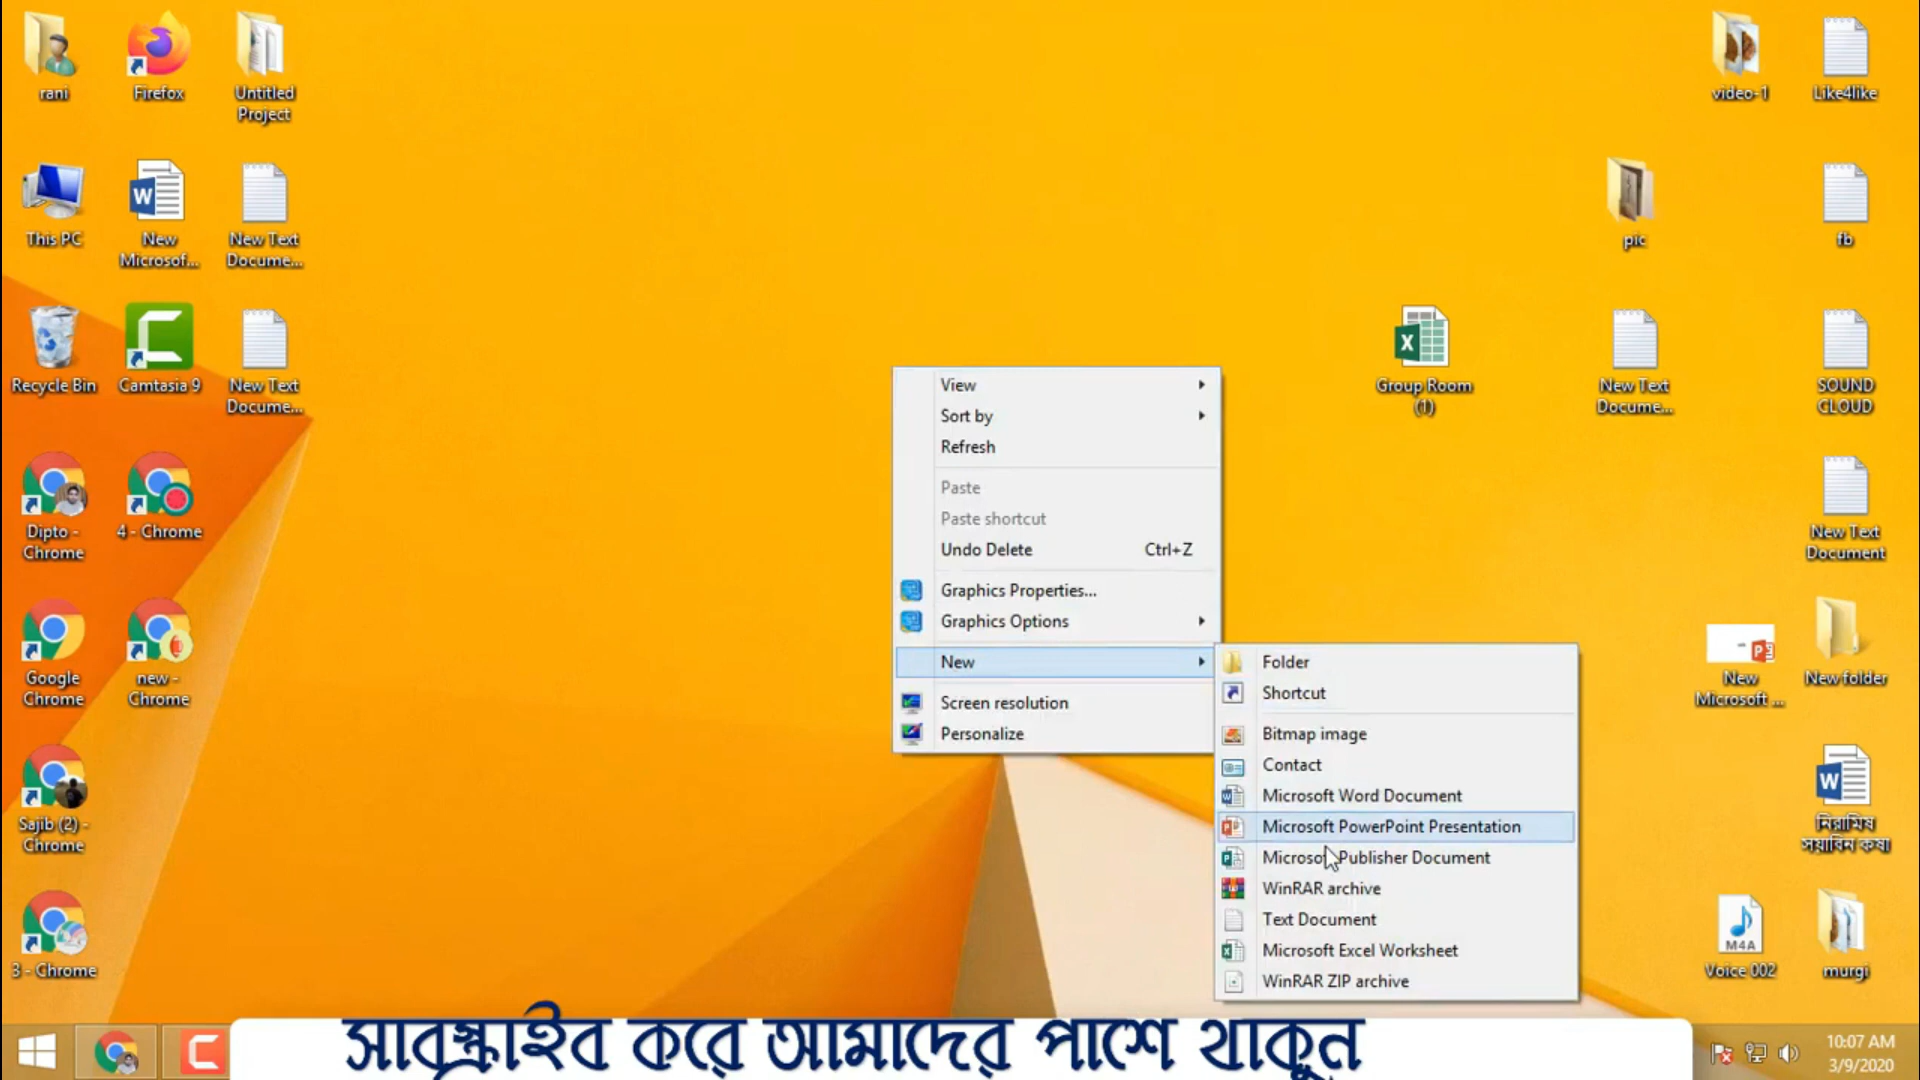 rani
Firefox
Untitled
Project
video-1
Like4like
This PC
New
Microsof...
New Text
Docume...
pic
fb
Recycle Bin
Camtasia 9
New Text
Docume...
Group Room
(1)
New Text
Docume...
SOUND
CLOUD
View
Sort by
Refresh
Paste
Paste shortcut
Undo Delete Ctrl+Z
Graphics Properties...
Graphics Options
New
Screen resolution
Personalize
Folder
Shortcut
Bitmap image
Contact
Microsoft Word Document
Microsoft PowerPoint Presentation
Microsoft Publisher Document
WinRAR archive
Text Document
Microsoft Excel Worksheet
WinRAR ZIP archive
Dipto -
Chrome
4 - Chrome
New Text
Document
Google
Chrome
new -
Chrome
New
Microsoft ...
New folder
Sajib (2) -
Chrome
নিরামিষ
সয়াবিন কষা
3 - Chrome
M4A
Voice 002
murgi
সাবস্ক্রাইব করে আমাদের পাশে থাকুন
10:07 AM
3/9/2020